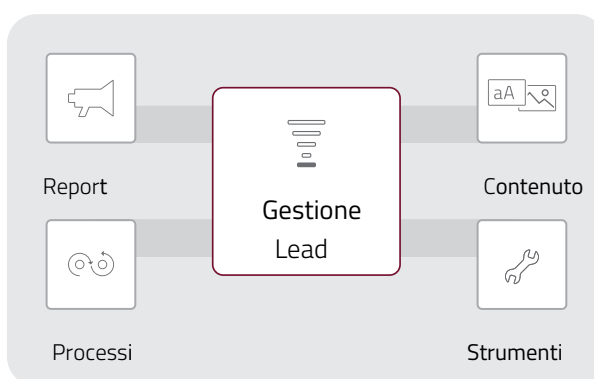 aA
Report
Contenuto
Gestione
Lead
Processi
Strumenti